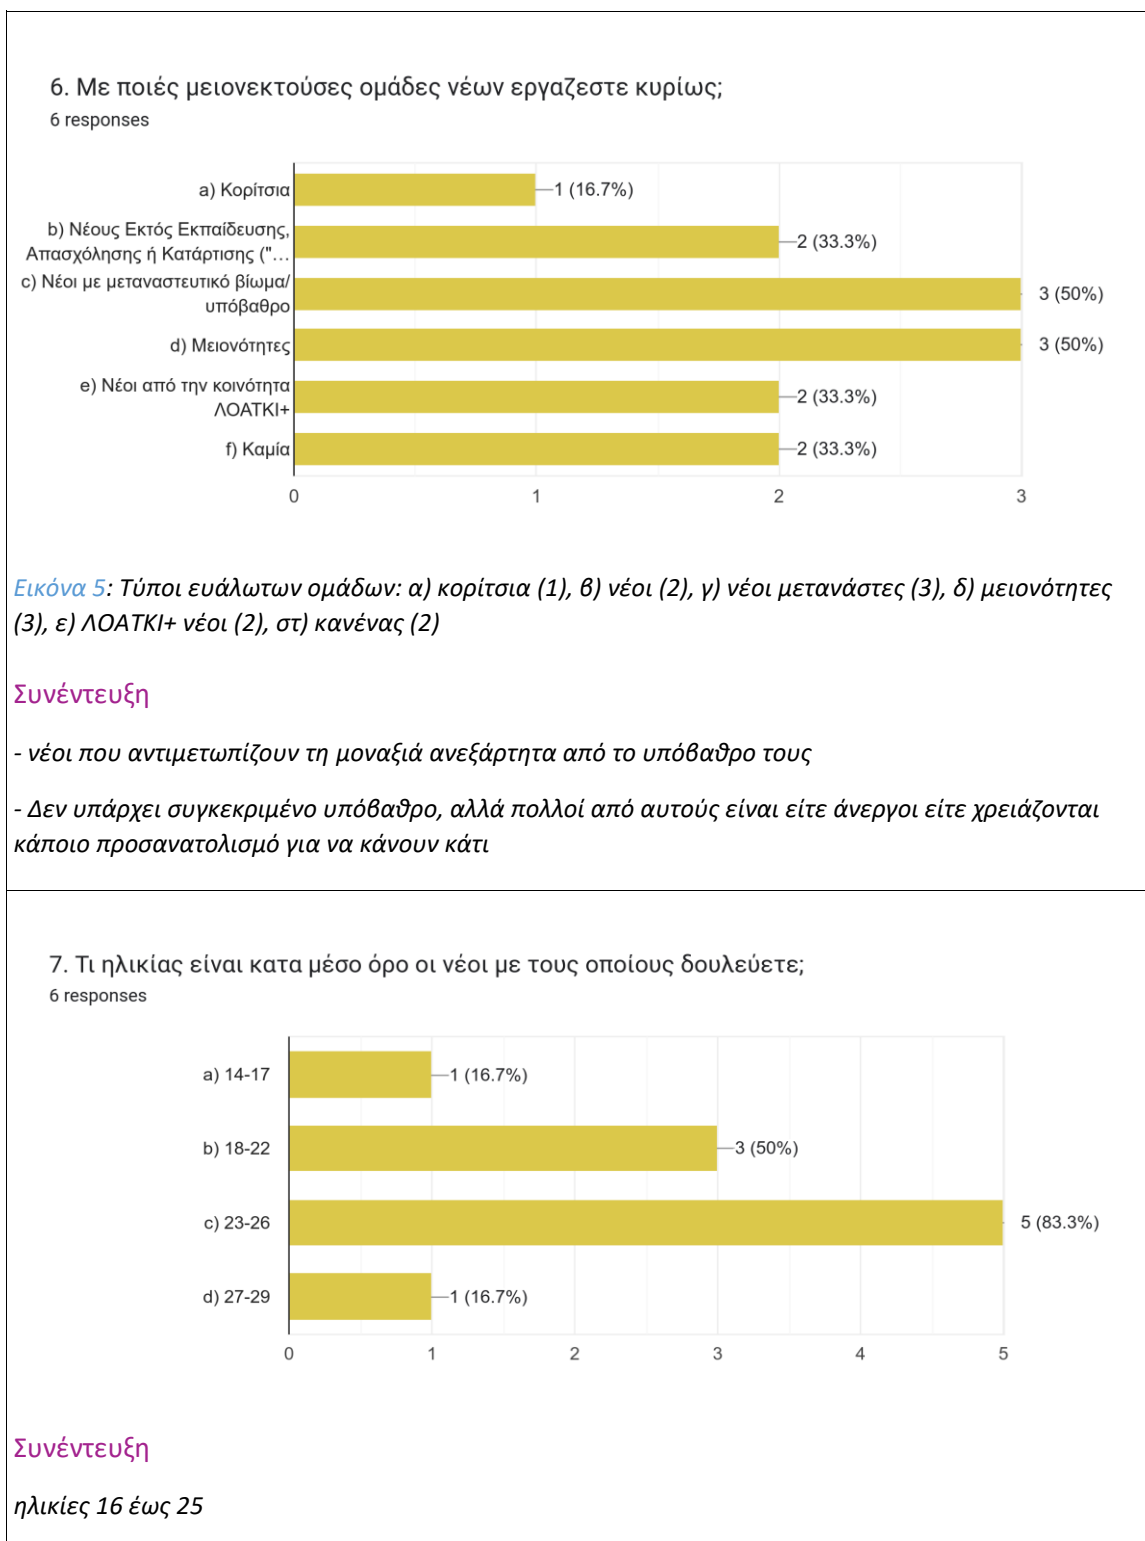 6. Με ποιές μειονεκτούσες ομάδες νέων εργαζεστε κυρίως;
6 responses
a) Κορίτσια
1 (16.7%)
b) Νέους Εκτός Εκπαίδευσης,
Απασχόλησης ή Κατάρτισης ("...
2 (33.3%)
c) Νέοι με μεταναστευτικό βίωμα/
υπόβαθρο
3 (50%)
d) Μειονότητες
3 (50%)
e) Νέοι από την κοινότητα
ΛΟΑΤΚΙ+
2 (33.3%)
f) Καμία
2 (33.3%)
0 1 2 3
Εικόνα 5: Τύποι ευάλωτων ομάδων: α) κορίτσια (1), β) νέοι (2), γ) νέοι μετανάστες (3), δ) μειονότητες
(3), ε) ΛΟΑΤΚΙ+ νέοι (2), στ) κανένας (2)
Συνέντευξη
- νέοι που αντιμετωπίζουν τη μοναξιά ανεξάρτητα από το υπόβαθρο τους
- Δεν υπάρχει συγκεκριμένο υπόβαθρο, αλλά πολλοί από αυτούς είναι είτε άνεργοι είτε χρειάζονται
κάποιο προσανατολισμό για να κάνουν κάτι
7. Τι ηλικίας είναι κατα μέσο όρο οι νέοι με τους οποίους δουλεύετε;
6 responses
a) 14-17
1 (16.7%)
b) 18-22
3 (50%)
c) 23-26
5 (83.3%)
d) 27-29
1 (16.7%)
0 1 2 3 4 5
Συνέντευξη
ηλικίες 16 έως 25